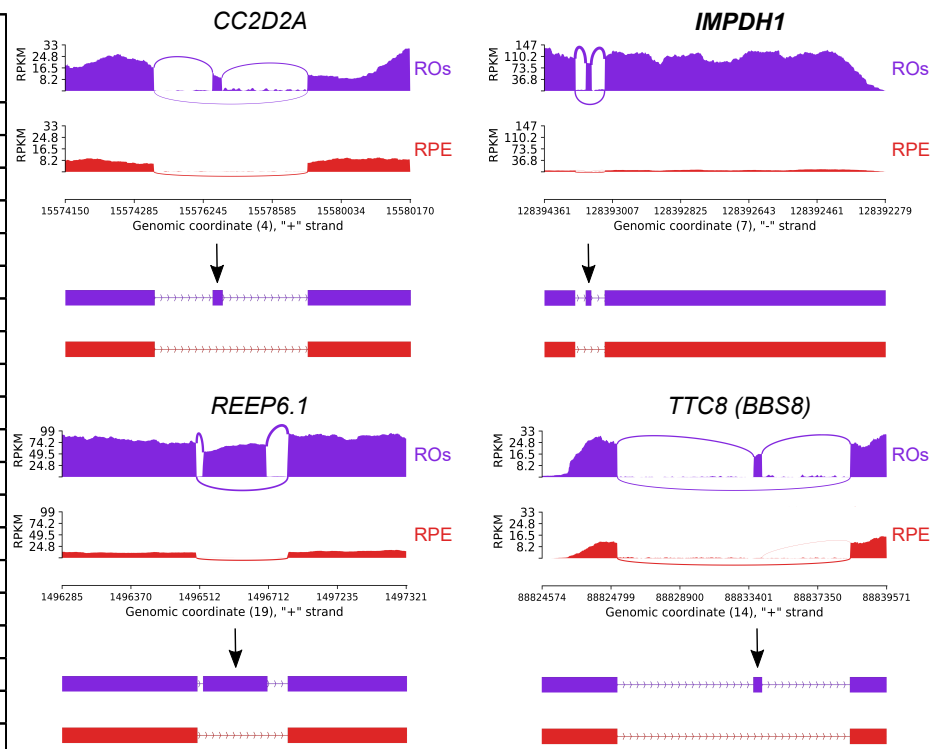 CC2D2A
RPKM
33
24.8
16.5
8.2
ROs
RPKM
33
24.8
16.5
8.2
RPE
15574150 15574285 15576245 15578585 15580034 15580170
Genomic coordinate (4), "+" strand
IMPDH1
RPKM
147
110.2
73.5
36.8
ROs
RPKM
147
110.2
73.5
36.8
RPE
128394361 128393007 128392825 128392643 128392461 128392279
Genomic coordinate (7), "-" strand
REEP6.1
RPKM
99
74.2
49.5
24.8
ROs
RPKM
99
74.2
49.5
24.8
RPE
1496285 1496370 1496512 1496712 1497235 1497321
Genomic coordinate (19), "+" strand
TTC8 (BBS8)
RPKM
33
24.8
16.5
8.2
ROs
RPKM
33
24.8
16.5
8.2
RPE
88824574 88824799 88828900 88833401 88837350 88839571
Genomic coordinate (14), "+" strand